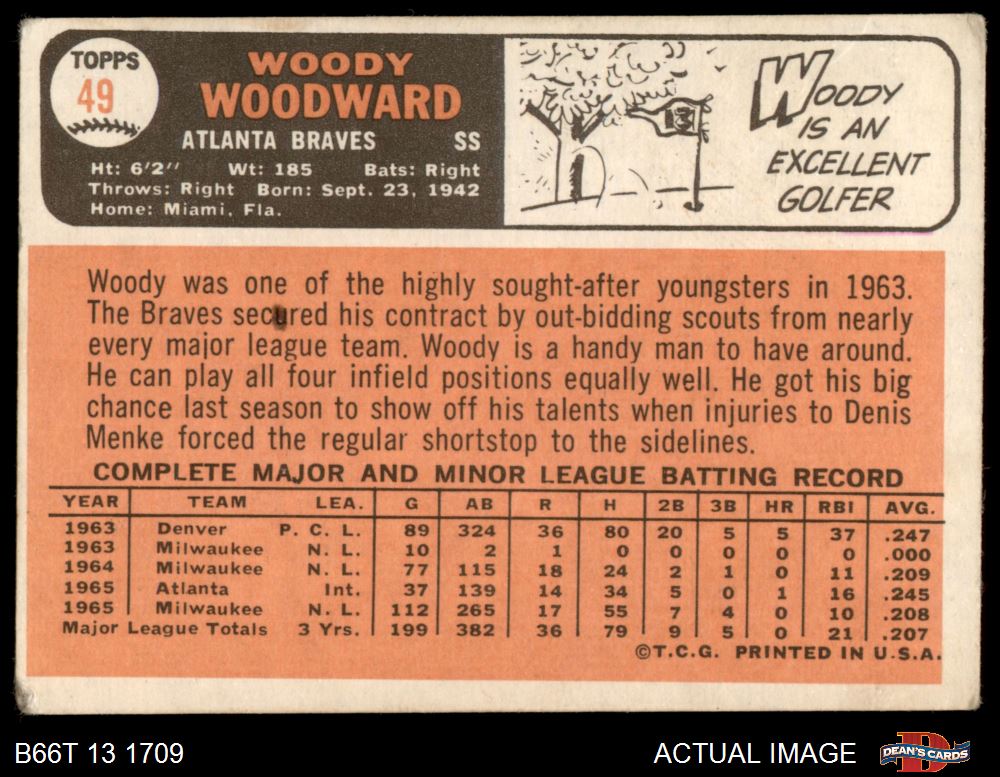 TOPPS
49
WOODY
WOODWARD
ATLANTA BRAVES SS
Ht: 6'2" Wt: 185 Bats: Right
Throws: Right Born: Sept. 23, 1942
Home: Miami, Fla.
13
WOODY
IS AN
EXCELLENT
GOLFER
Woody was one of the highly sought-after youngsters in 1963.
The Braves secured his contract by out-bidding scouts from nearly
every major league team. Woody is a handy man to have around.
He can play all four infield positions equally well. He got his big
chance last season to show off his talents when injuries to Denis
Menke forced the regular shortstop to the sidelines.
COMPLETE MAJOR AND MINOR LEAGUE BATTING RECORD
YEAR TEAM LEA. G AB R H 2B 3B HR RBI AVG.
1963 Denver P. C. L. 89 324 36 80 20 5 5 37 .247
1963 Milwaukee N. L. 10 2 1 0 0 0 0 0 .000
1964 Milwaukee N. L. 77 115 18 24 2 1 0 11 .209
1965 Atlanta Int. 37 139 14 34 5 0 1 16 .245
1965 Milwaukee N. L. 112 265 17 55 7 4 0 10 .208
Major League Totals 3 Yrs. 199 382 36 79 9 5 0 21 .207
©T.C.G. PRINTED IN U.S.A.
B66T 13 1709
ACTUAL IMAGE
DEAN'S CARDS